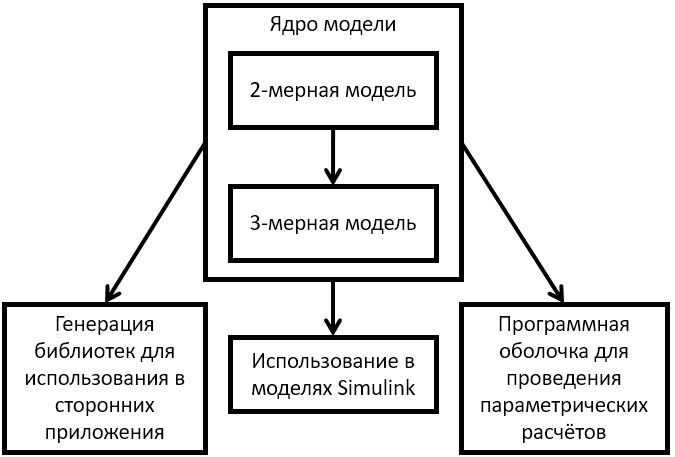 Ядро модели
2-мерная модель
3-мерная модель
Генерация
библиотек для
использования в
сторонних
приложения
Использование в
моделях Simulink
Программная
оболочка для
проведения
параметрических
расчётов